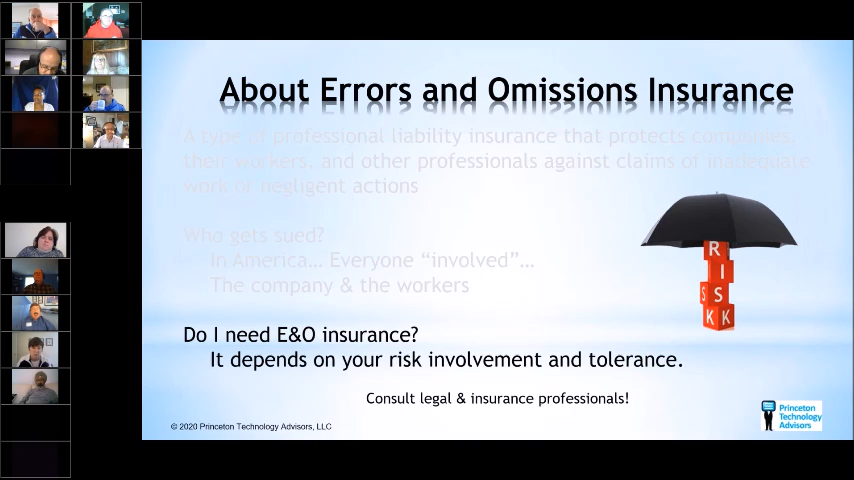 About Errors and Omissions Insurance
A type of professional liability insurance that protects companies,
their workers, and other professionals against claims of inadequate
work or negligent actions
Who gets sued?
In America... Everyone “involved”...
The company & the workers
R
I
S S
K K
Do I need E&O insurance?
It depends on your risk involvement and tolerance.
Consult legal & insurance professionals!
© 2020 Princeton Technology Advisors, LLC
Princeton
Technology
Advisors